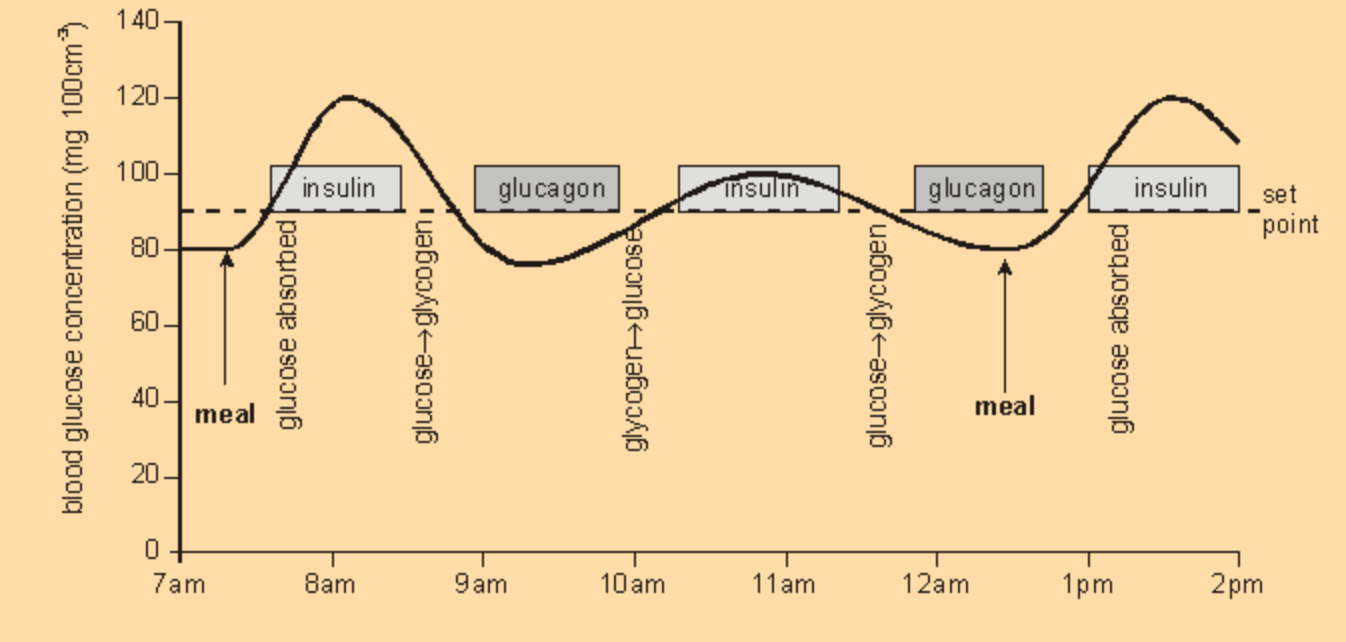 blood glucose concentration (mg 100cm⁻³)
140
120
100
80
60
40
20
0
insulin
glucagon
insulin
glucagon
insulin
set
point
meal
glucose absorbed
glucose→glycogen
glycogen→glucose
glucose→glycogen
meal
glucose absorbed
7am
8am
9am
10am
11am
12am
1pm
2pm